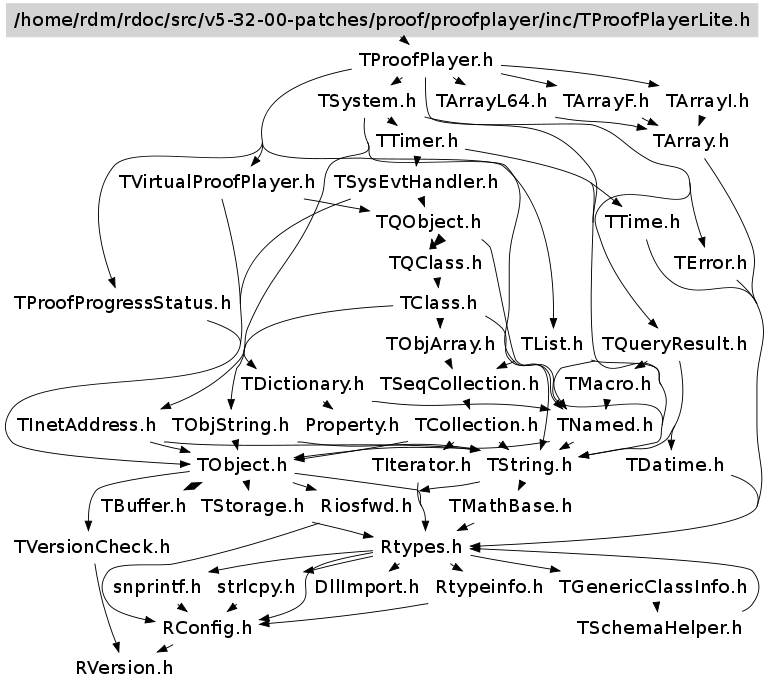 /home/rdm/rdoc/src/v5-32-00-patches/proof/proofplayer/inc/TProofPlayerLite.h
TProofPlayer.h
TSystem.h TArrayL64.h TArrayF.h TArrayI.h
TTimer.h TArray.h
TVirtualProofPlayer.h TSysEvtHandler.h
TQObject.h TTime.h
TQClass.h TError.h
TProofProgressStatus.h TClass.h
TObjArray.h TList.h TQueryResult.h
TDictionary.h TSeqCollection.h TMacro.h
TInetAddress.h TObjString.h Property.h TCollection.h TNamed.h
TObject.h TIterator.h TString.h TDatime.h
TBuffer.h TStorage.h Riosfwd.h TMathBase.h
TVersionCheck.h Rtypes.h
snprintf.h strlcpy.h DllImport.h Rtypeinfo.h TGenericClassInfo.h
RConfig.h TSchemaHelper.h
RVersion.h